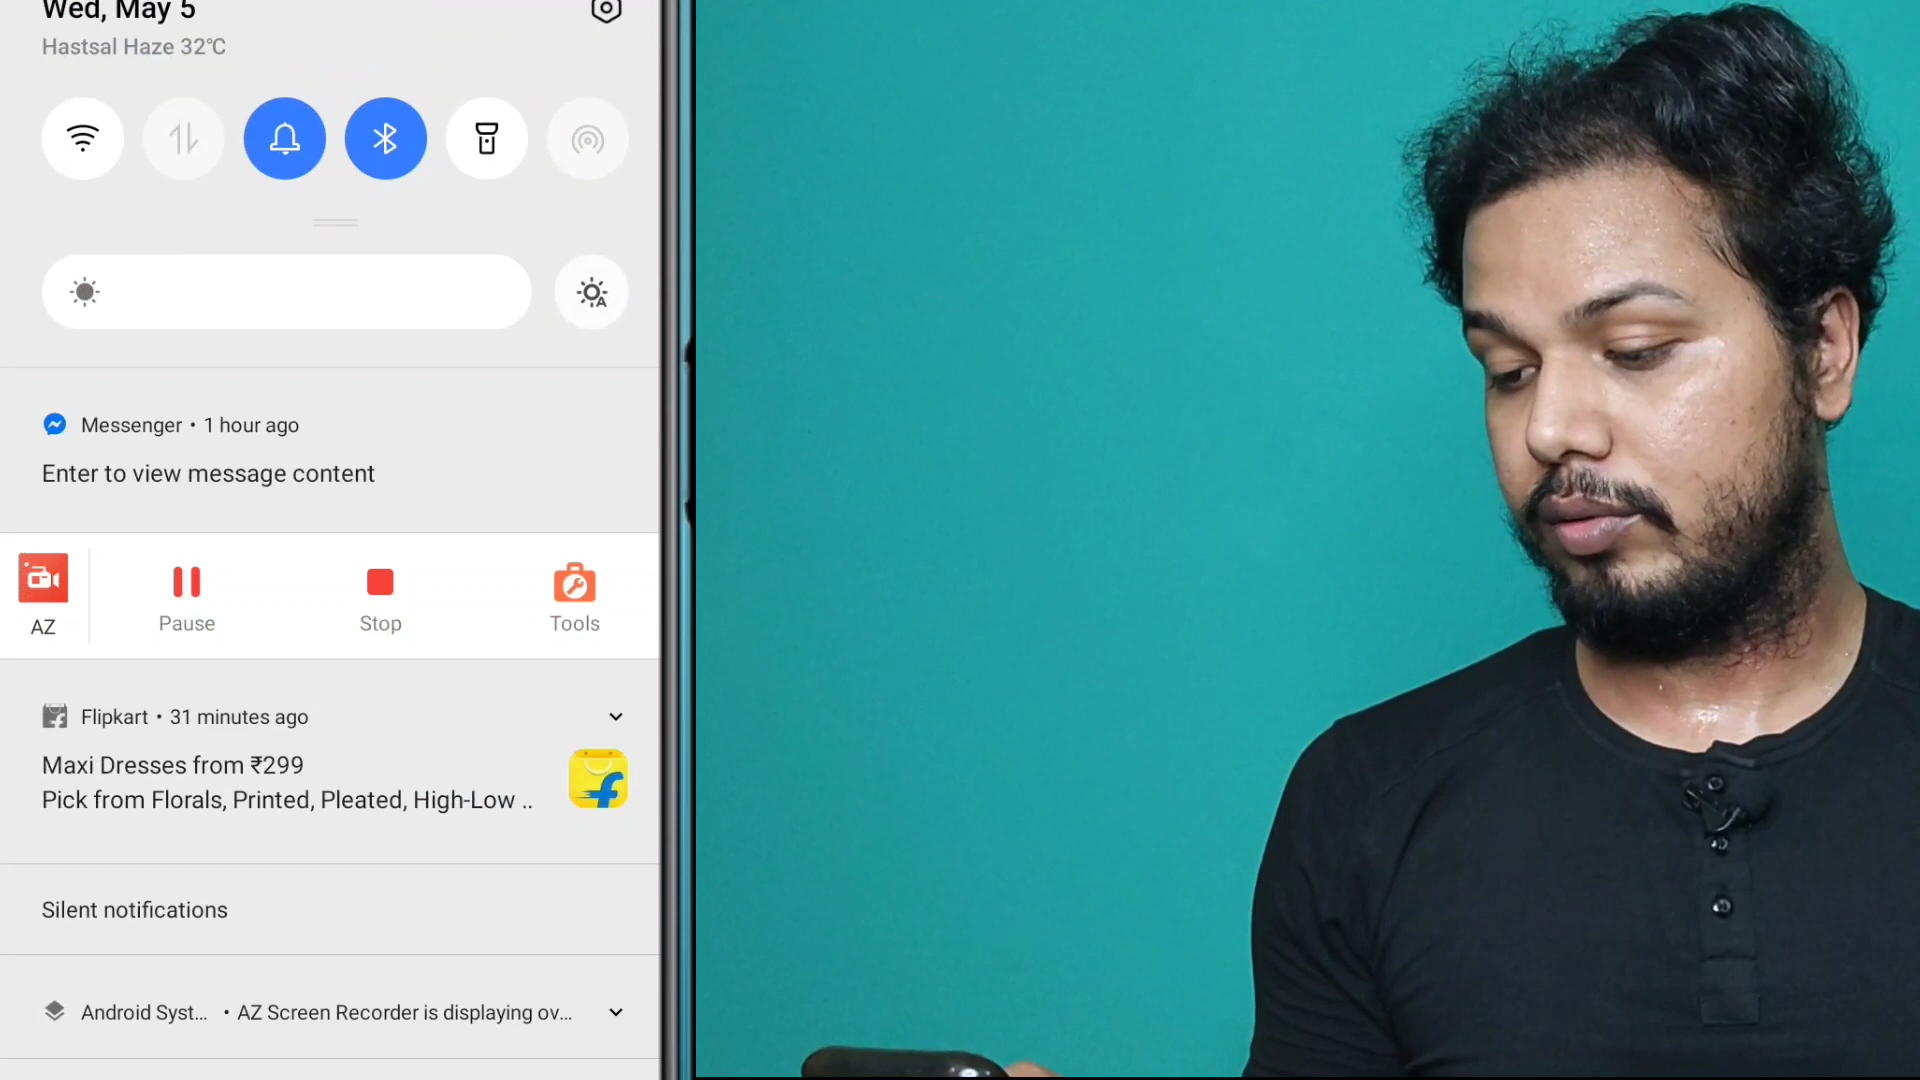 Wed, May 5
Hastsal Haze 32°C
Messenger • 1 hour ago
Enter to view message content
AZ
Pause
Stop
Tools
Flipkart • 31 minutes ago
Maxi Dresses from ₹299
Pick from Florals, Printed, Pleated, High-Low ..
Silent notifications
Android Syst... • AZ Screen Recorder is displaying ov...